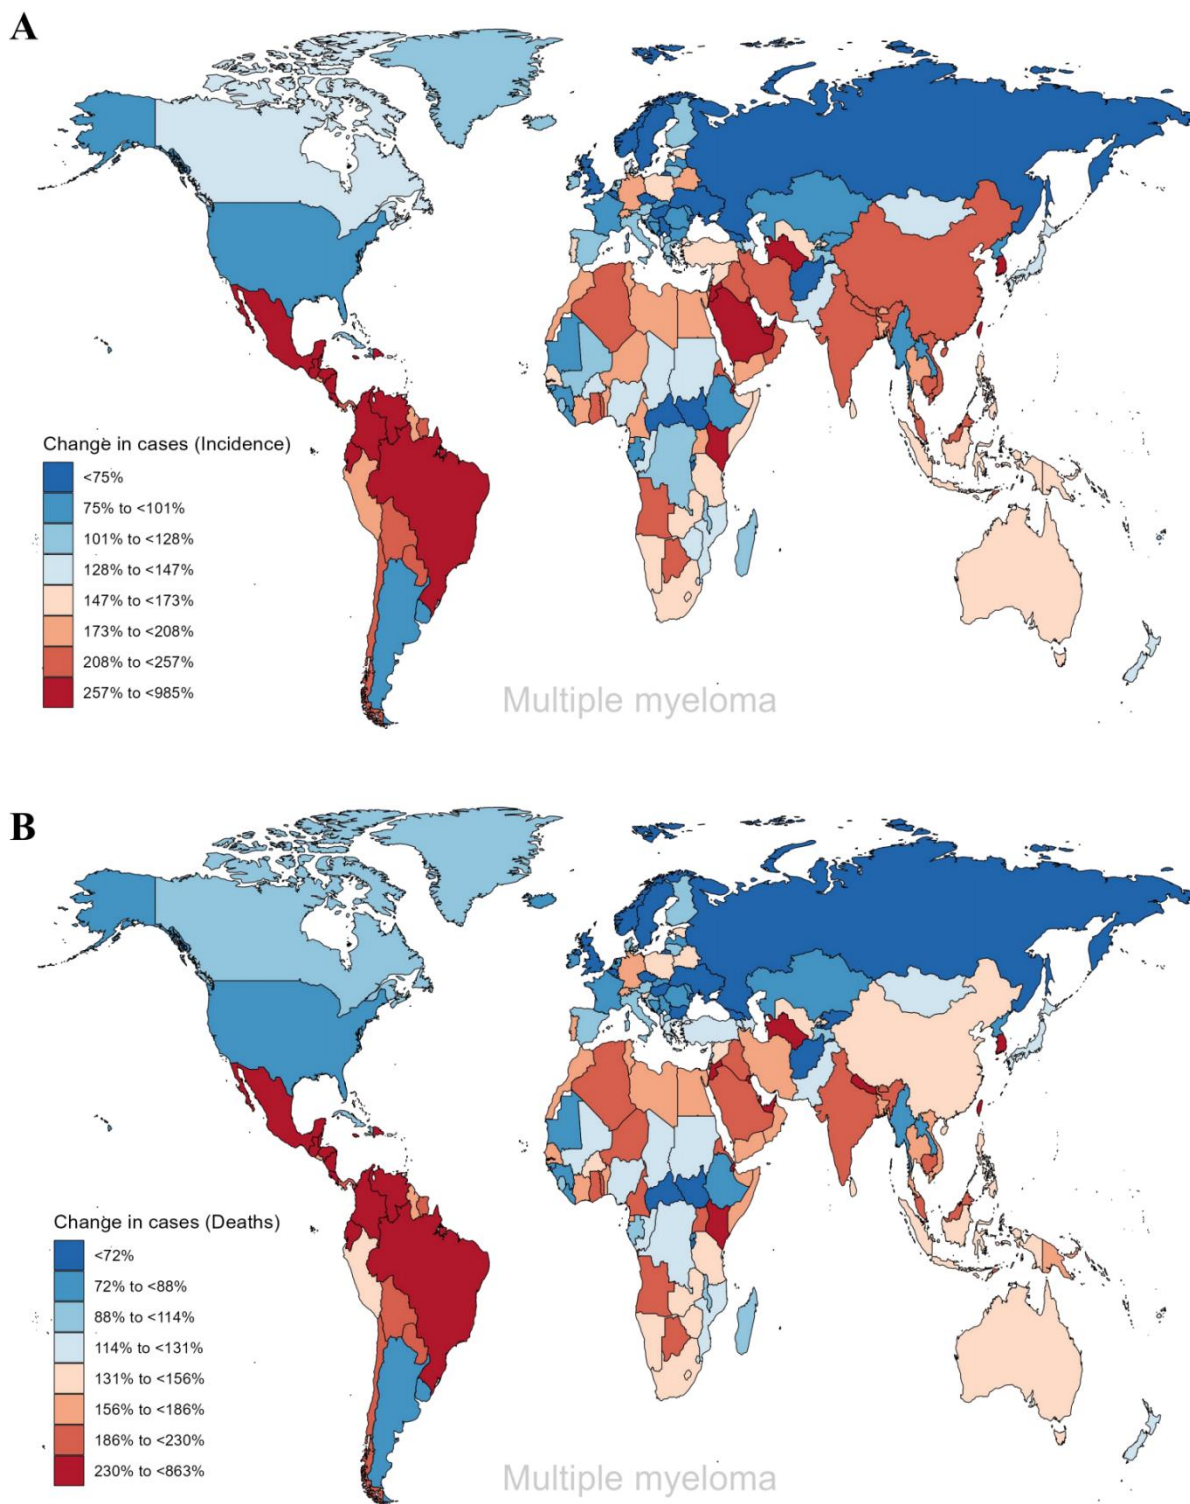 A
Change in cases (Incidence)
<75%
75% to <101%
101% to <128%
128% to <147%
147% to <173%
173% to <208%
208% to <257%
257% to <985%
Multiple myeloma
B
Change in cases (Deaths)
<72%
72% to <88%
88% to <114%
114% to <131%
131% to <156%
156% to <186%
186% to <230%
230% to <863%
Multiple myeloma